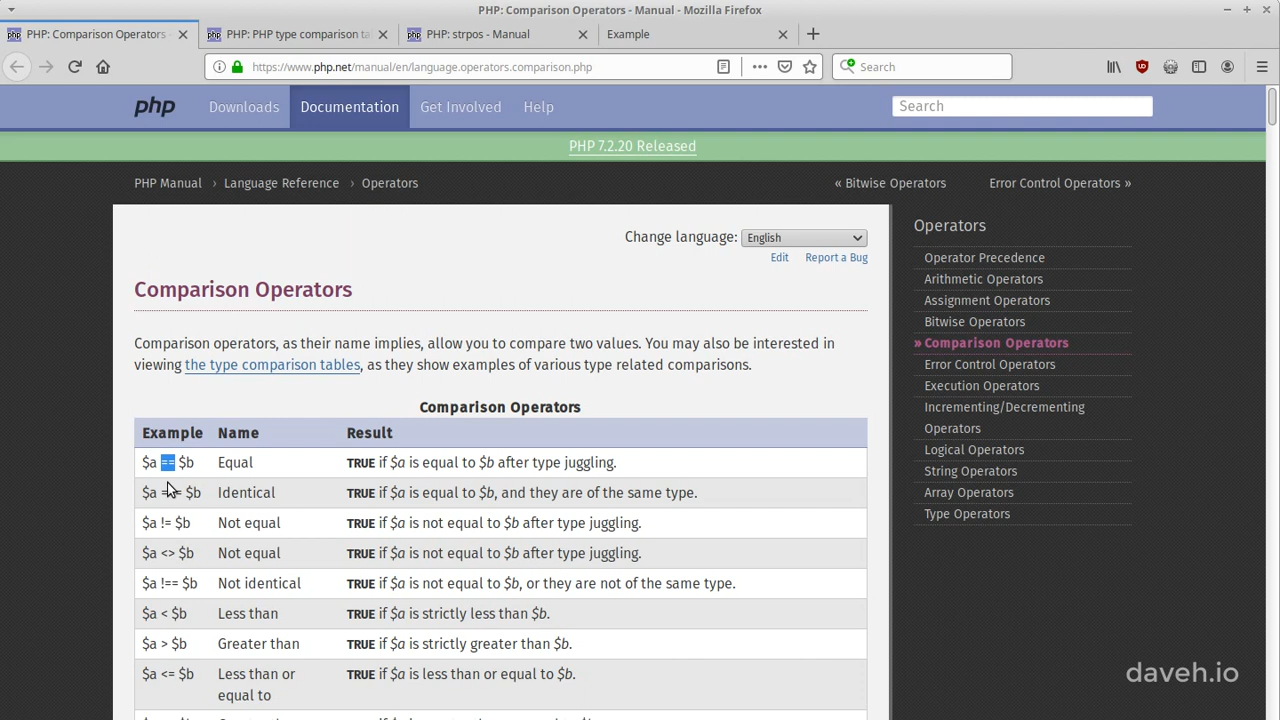 PHP: Comparison Operators - Manual - Mozilla Firefox
PHP: Comparison Operators -
PHP: PHP type comparison ta
PHP: strpos - Manual
Example
https://www.php.net/manual/en/language.operators.comparison.php
Search
php
Downloads
Documentation
Get Involved
Help
Search
PHP 7.2.20 Released
PHP Manual › Language Reference › Operators
« Bitwise Operators
Error Control Operators »
Change language: English
Edit
Report a Bug
Comparison Operators
Comparison operators, as their name implies, allow you to compare two values. You may also be interested in
viewing the type comparison tables, as they show examples of various type related comparisons.
Comparison Operators
Example Name Result
$a == $b Equal TRUE if $a is equal to $b after type juggling.
$a === $b Identical TRUE if $a is equal to $b, and they are of the same type.
$a != $b Not equal TRUE if $a is not equal to $b after type juggling.
$a <> $b Not equal TRUE if $a is not equal to $b after type juggling.
$a !== $b Not identical TRUE if $a is not equal to $b, or they are not of the same type.
$a < $b Less than TRUE if $a is strictly less than $b.
$a > $b Greater than TRUE if $a is strictly greater than $b.
$a <= $b Less than or TRUE if $a is less than or equal to $b.
equal to
Operators
Operator Precedence
Arithmetic Operators
Assignment Operators
Bitwise Operators
» Comparison Operators
Error Control Operators
Execution Operators
Incrementing/Decrementing
Operators
Logical Operators
String Operators
Array Operators
Type Operators
daveh.io